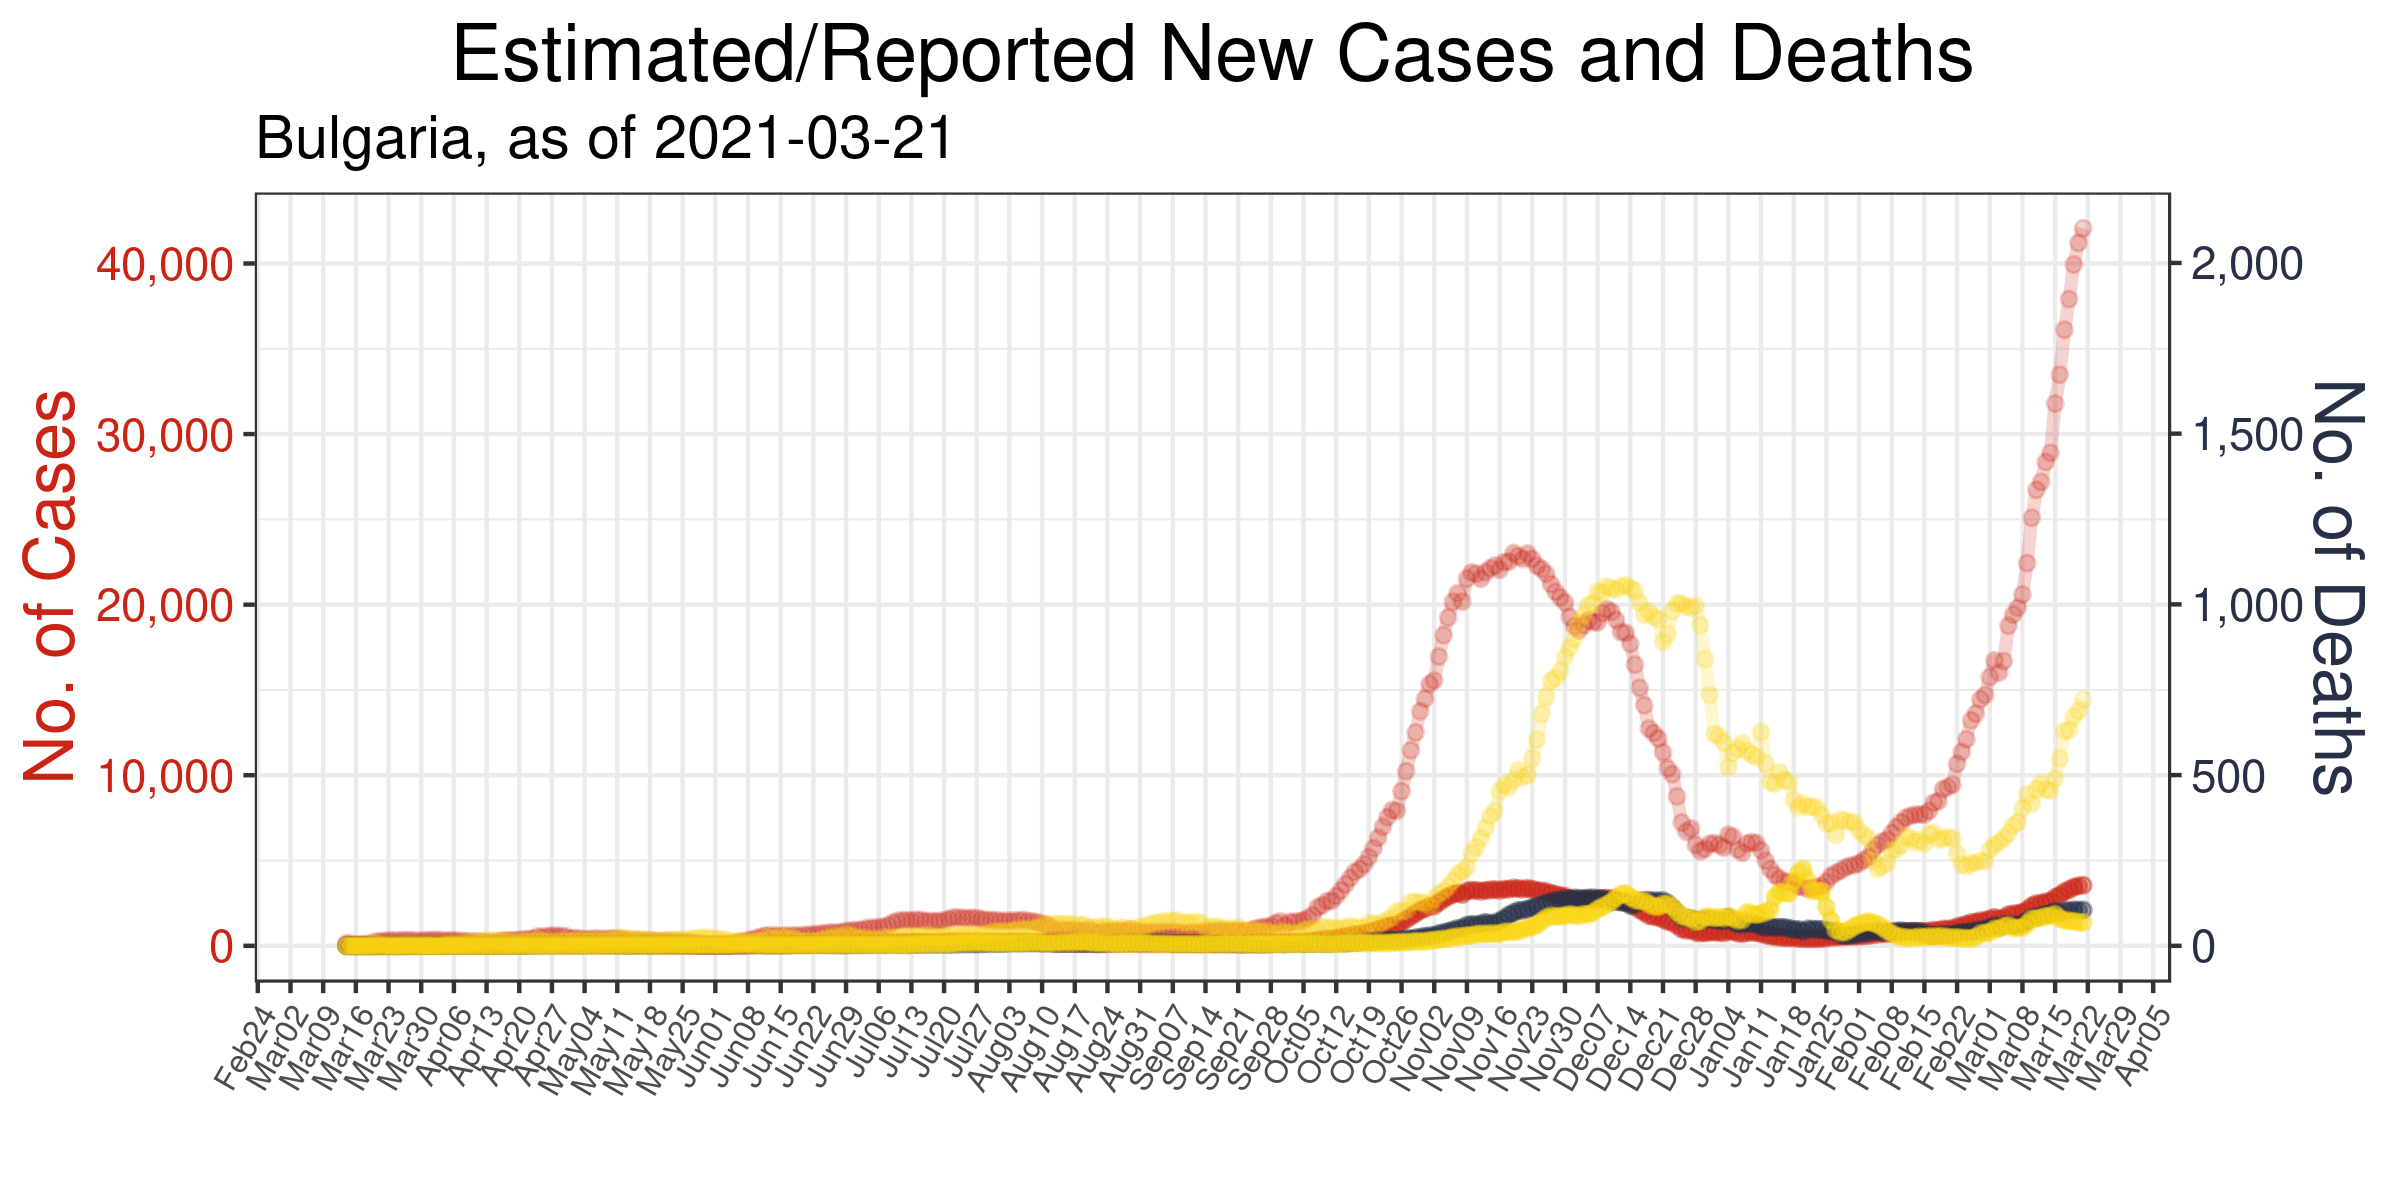 Estimated/Reported New Cases and Deaths
Bulgaria, as of 2021-03-21
No. of Cases
40,000
30,000
20,000
10,000
0
2,000
1,500
1,000
500
0
No. of Deaths
Feb24 Mar02 Mar09 Mar16 Mar23 Mar30 Apr06 Apr13 Apr20 Apr27 May04 May11 May18 May25 Jun01 Jun08 Jun15 Jun22 Jun29 Jul06 Jul13 Jul20 Jul27 Aug03 Aug10 Aug17 Aug24 Aug31 Sep07 Sep14 Sep21 Sep28 Oct05 Oct12 Oct19 Oct26 Nov02 Nov09 Nov16 Nov23 Nov30 Dec07 Dec14 Dec21 Dec28 Jan04 Jan11 Jan18 Jan25 Feb01 Feb08 Feb15 Feb22 Mar01 Mar08 Mar15 Mar22 Mar29 Apr05